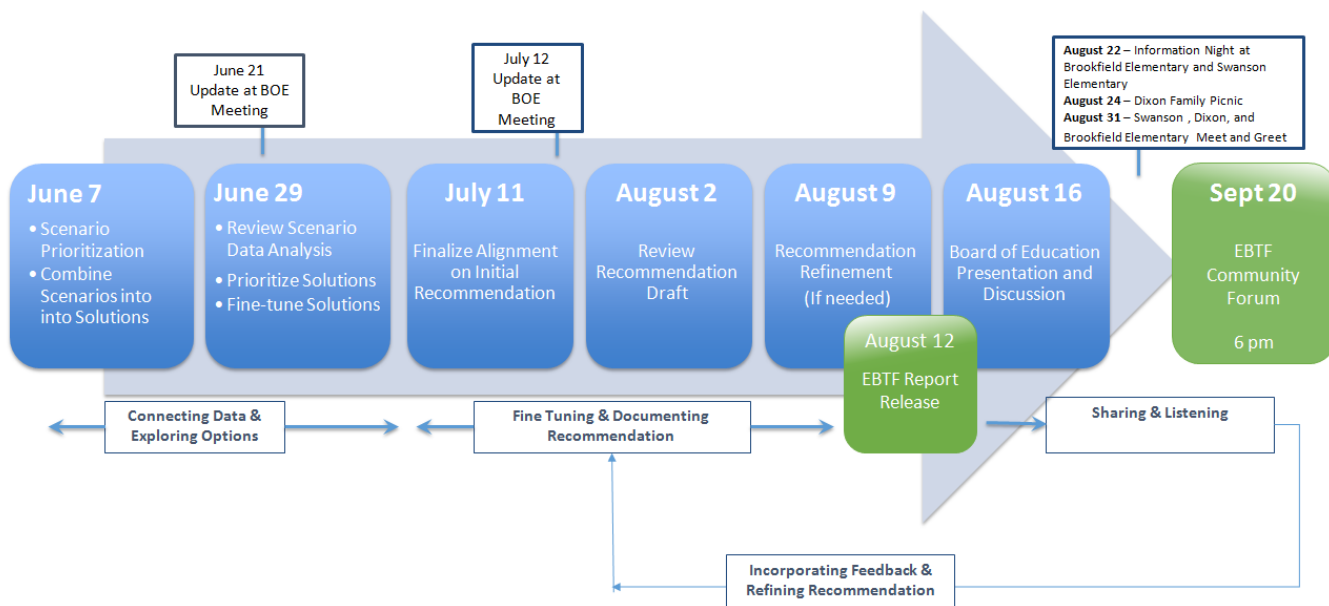 June 21
Update at BOE
Meeting
July 12
Update at
BOE
Meeting
August 22 – Information Night at
Brookfield Elementary and Swanson
Elementary
August 24 – Dixon Family Picnic
August 31 – Swanson , Dixon, and
Brookfield Elementary Meet and Greet
June 7
• Scenario
Prioritization
• Combine
Scenarios into
into Solutions
June 29
• Review Scenario
Data Analysis
• Prioritize Solutions
• Fine-tune Solutions
July 11
Finalize Alignment
on Initial
Recommendation
August 2
Review
Recommendation
Draft
August 9
Recommendation
Refinement
(If needed)
August 16
Board of Education
Presentation and
Discussion
Sept 20
EBTF
Community
Forum
6 pm
August 12
EBTF Report
Release
Connecting Data &
Exploring Options
Fine Tuning & Documenting
Recommendation
Sharing & Listening
Incorporating Feedback &
Refining Recommendation